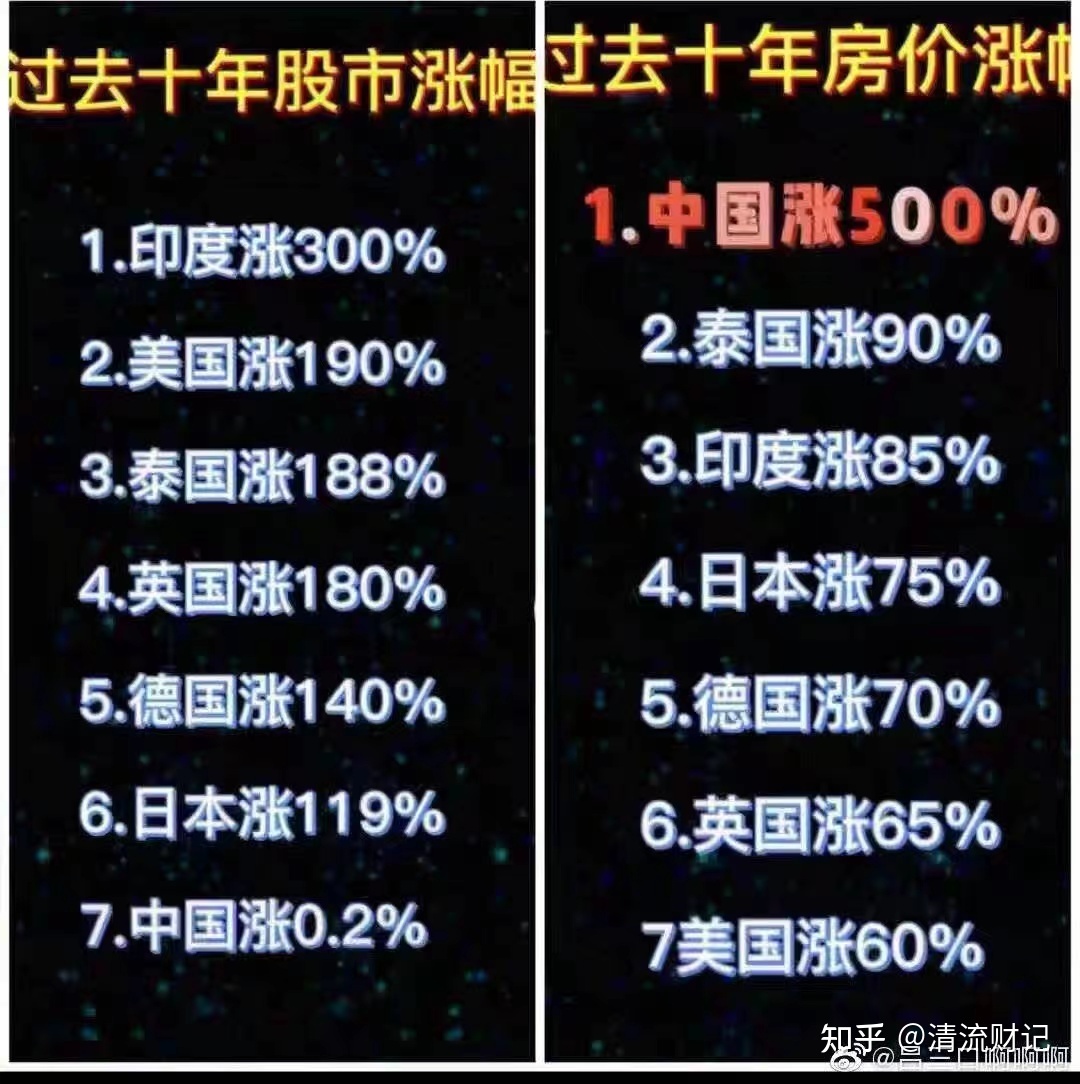 过去十年股市涨幅
1.印度涨300%
2.美国涨190%
3.泰国涨188%
4.英国涨180%
5.德国涨140%
6.日本涨119%
7.中国涨0.2%
过去十年房价涨幅
1.中国涨500%
2.泰国涨90%
3.印度涨85%
4.日本涨75%
5.德国涨70%
6.英国涨65%
7美国涨60%
知乎 @清流财记